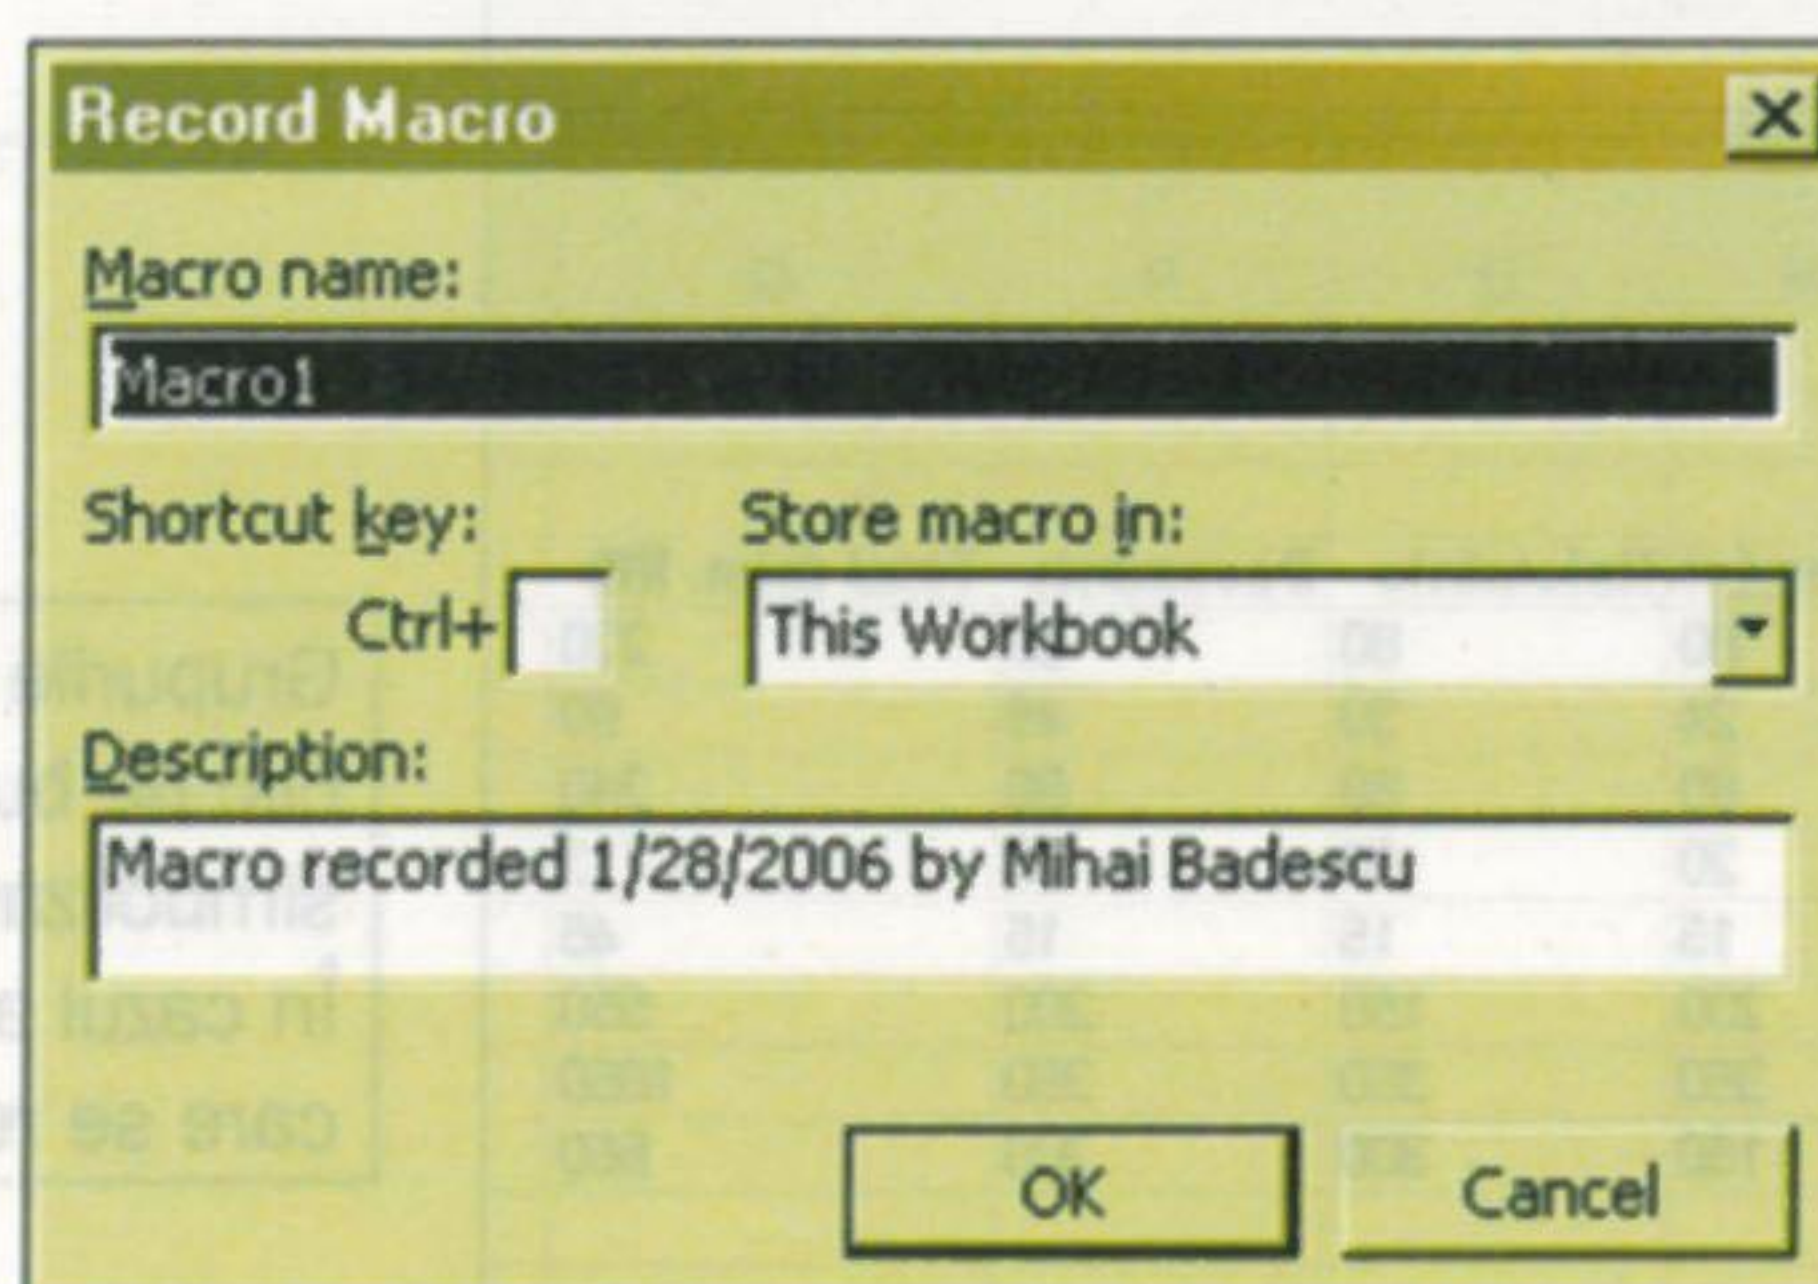 Record Macro
Macro name:
Macro1
Shortcut key:
Store macro in:
Ctrl+
This Workbook
Description:
Macro recorded 1/28/2006 by Mihai Badescu
OK
Cancel